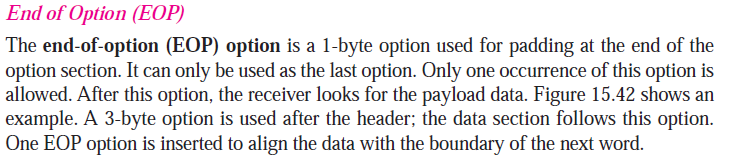 End of Option (EOP)
The end-of-option (EOP) option is a 1-byte option used for padding at the end of the
option section. It can only be used as the last option. Only one occurrence of this option is
allowed. After this option, the receiver looks for the payload data. Figure 15.42 shows an
example. A 3-byte option is used after the header; the data section follows this option.
One EOP option is inserted to align the data with the boundary of the next word.